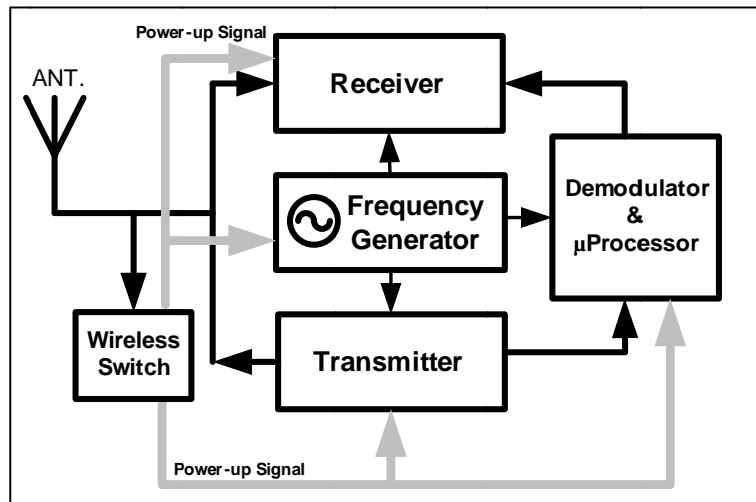 Power-up Signal
ANT.
Receiver
Frequency
Generator
Demodulator
&
μProcessor
Wireless
Switch
Transmitter
Power-up Signal